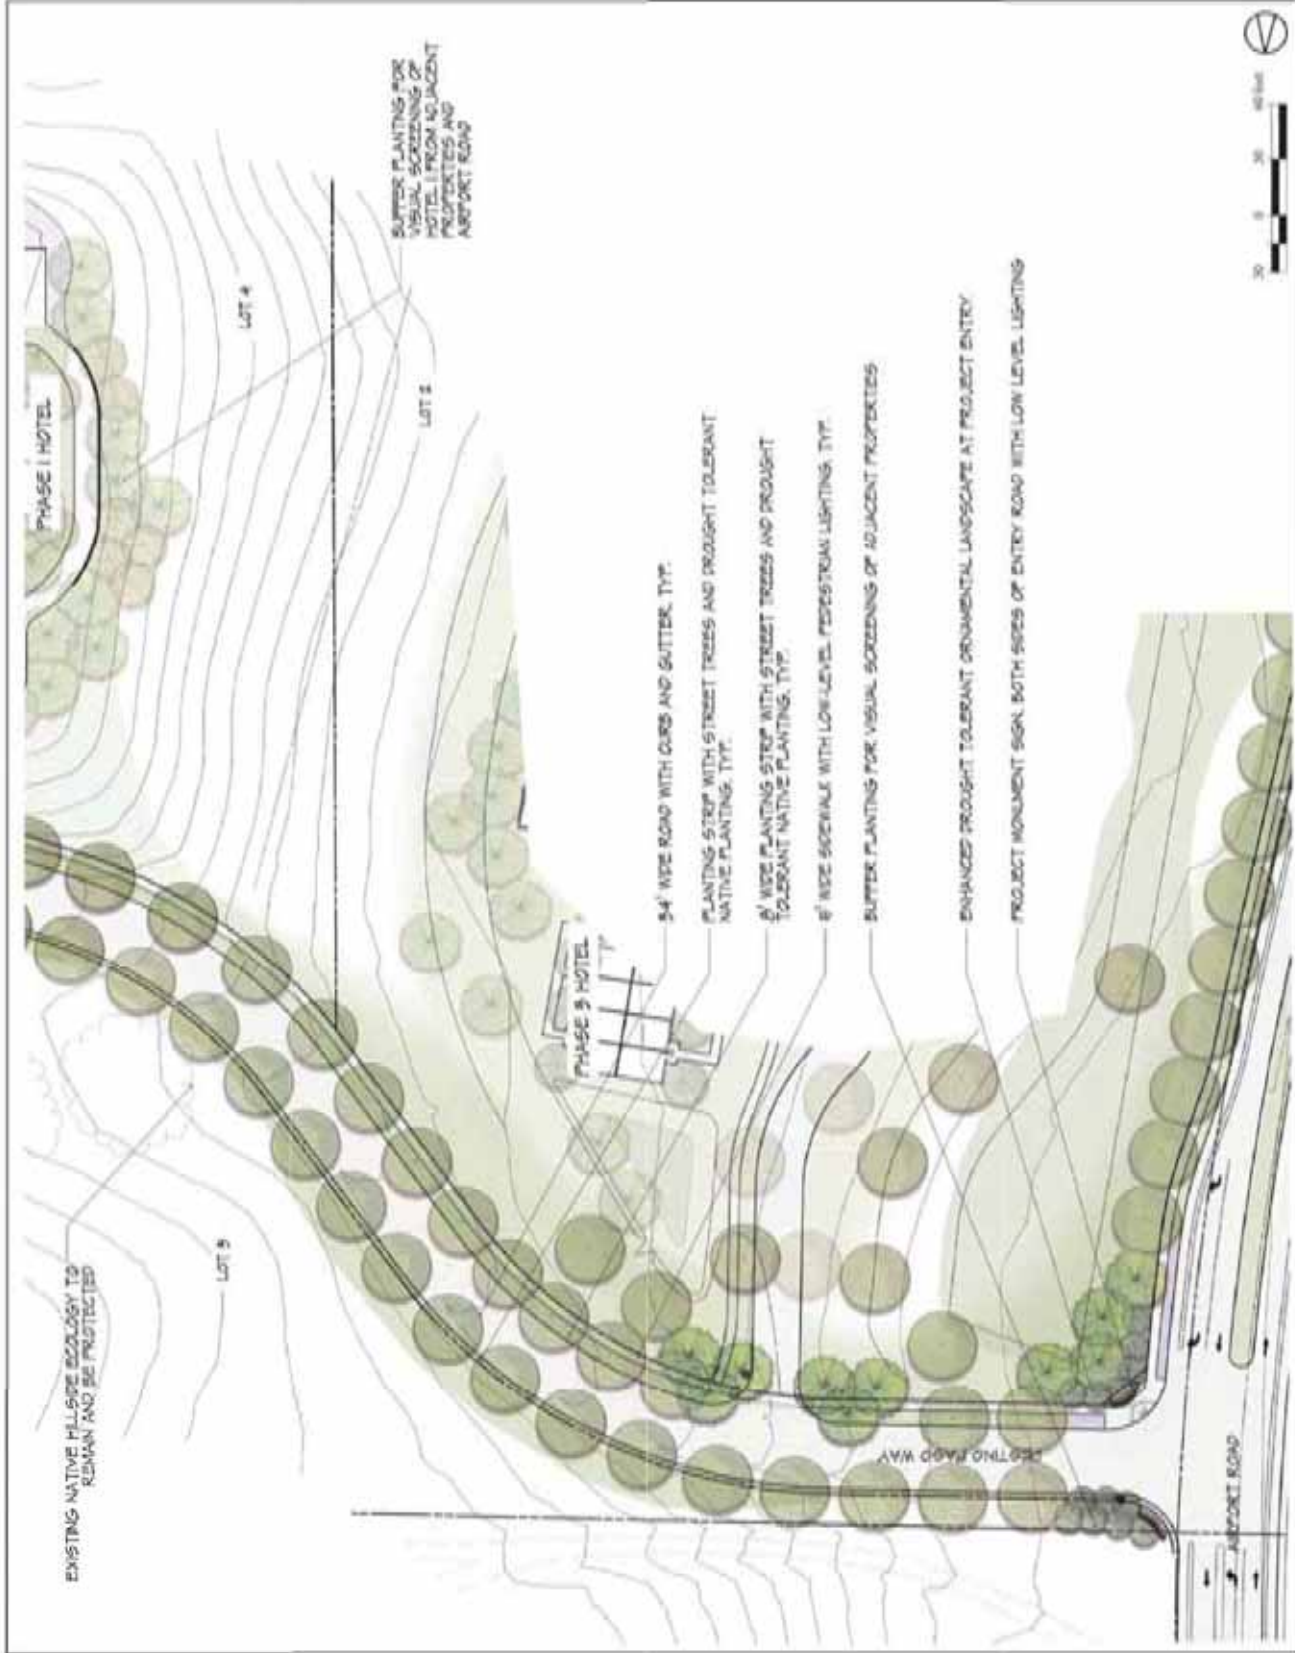 EXISTING NATIVE HILLSIDE ECOLOGY TO
REMAIN AND BE PROTECTED
LOT 3
PHASE 1 HOTEL
LOT 4
BUFFER PLANTING FOR
VISUAL SCREENING OF
HOTEL 1 FROM ADJACENT
PROPERTIES AND
AIRPORT ROAD
LOT 2
PHASE 3 HOTEL
34' WIDE ROAD WITH CURB AND GUTTER, TYP.
PLANTING STRIP WITH STREET TREES AND DROUGHT TOLERANT
NATIVE PLANTING, TYP.
8' WIDE PLANTING STRIP WITH STREET TREES AND DROUGHT
TOLERANT NATIVE PLANTING, TYP.
6' WIDE SIDEWALK WITH LOW-LEVEL PEDESTRIAN LIGHTING, TYP.
BUFFER PLANTING FOR VISUAL SCREENING OF ADJACENT PROPERTIES
ENHANCED DROUGHT TOLERANT ORNAMENTAL LANDSCAPE AT PROJECT ENTRY
PROJECT MONUMENT SIGN, BOTH SIDES OF ENTRY ROAD WITH LOW LEVEL LIGHTING
WAY
AIRPORT ROAD